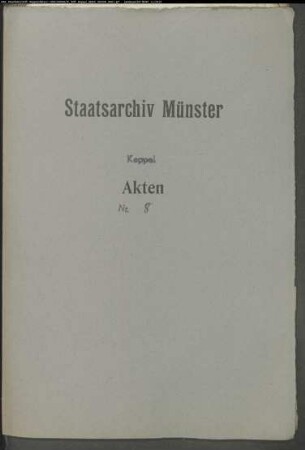 Staatsarchiv Münster
Keppel
Akten
Nr. 8